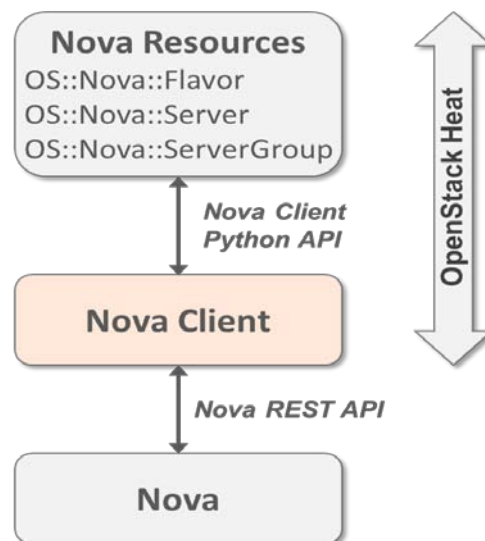 Nova Resources
OS::Nova::Flavor
OS::Nova::Server
OS::Nova::ServerGroup
Nova Client
Python API
Nova Client
Nova REST API
Nova
OpenStack Heat